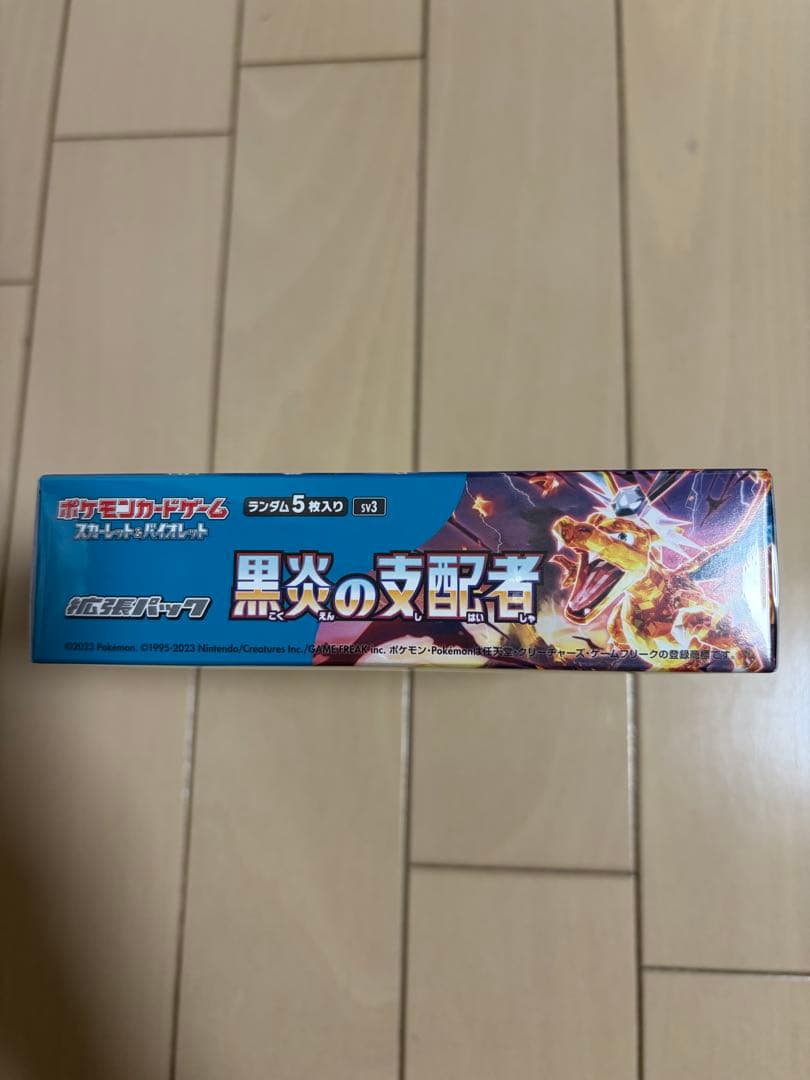 ポケモンカードゲーム
スカーレット&バイオレット
ランダム5枚入り sv3
拡張パック
黒炎の支配者
こく えん し はい しゃ
©2023 Pokémon. ©1995-2023 Nintendo/Creatures Inc./GAME FREAK inc. ポケモン・Pokémonは任天堂・クリーチャーズ・ゲームフリークの登録商標です。